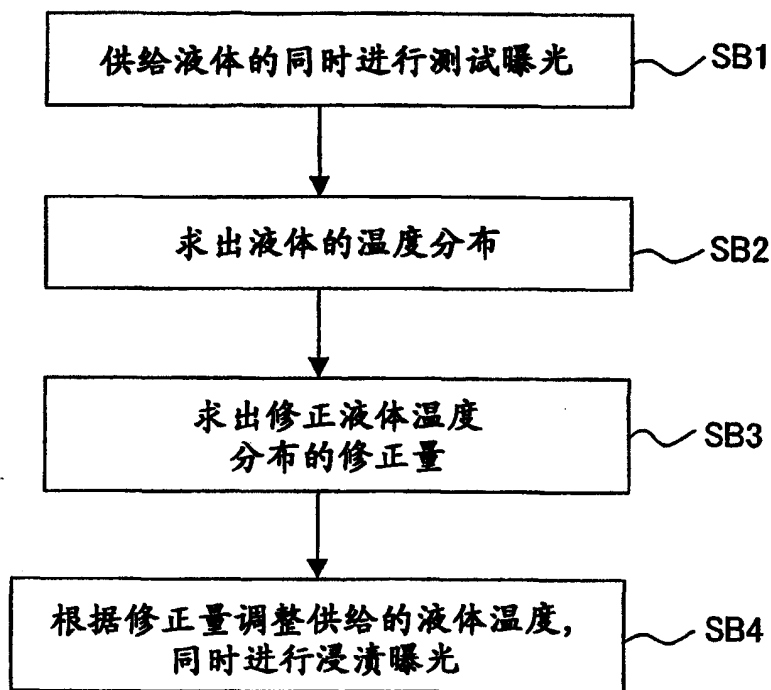 供给液体的同时进行测试曝光
SB1
求出液体的温度分布
SB2
求出修正液体温度
分布的修正量
SB3
根据修正量调整供给的液体温度,
同时进行浸渍曝光
SB4